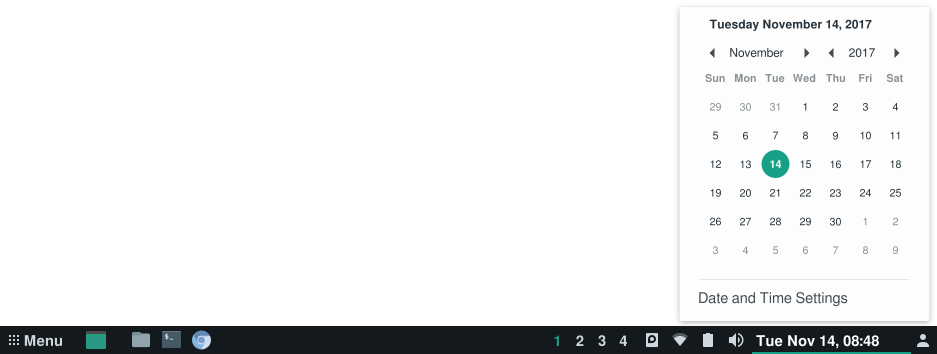 Tuesday November 14, 2017
November 2017
Sun Mon Tue Wed Thu Fri Sat
29 30 31 1 2 3 4
5 6 7 8 9 10 11
12 13 14 15 16 17 18
19 20 21 22 23 24 25
26 27 28 29 30 1 2
3 4 5 6 7 8 9
Date and Time Settings
Menu $- 1 2 3 4 Tue Nov 14, 08:48